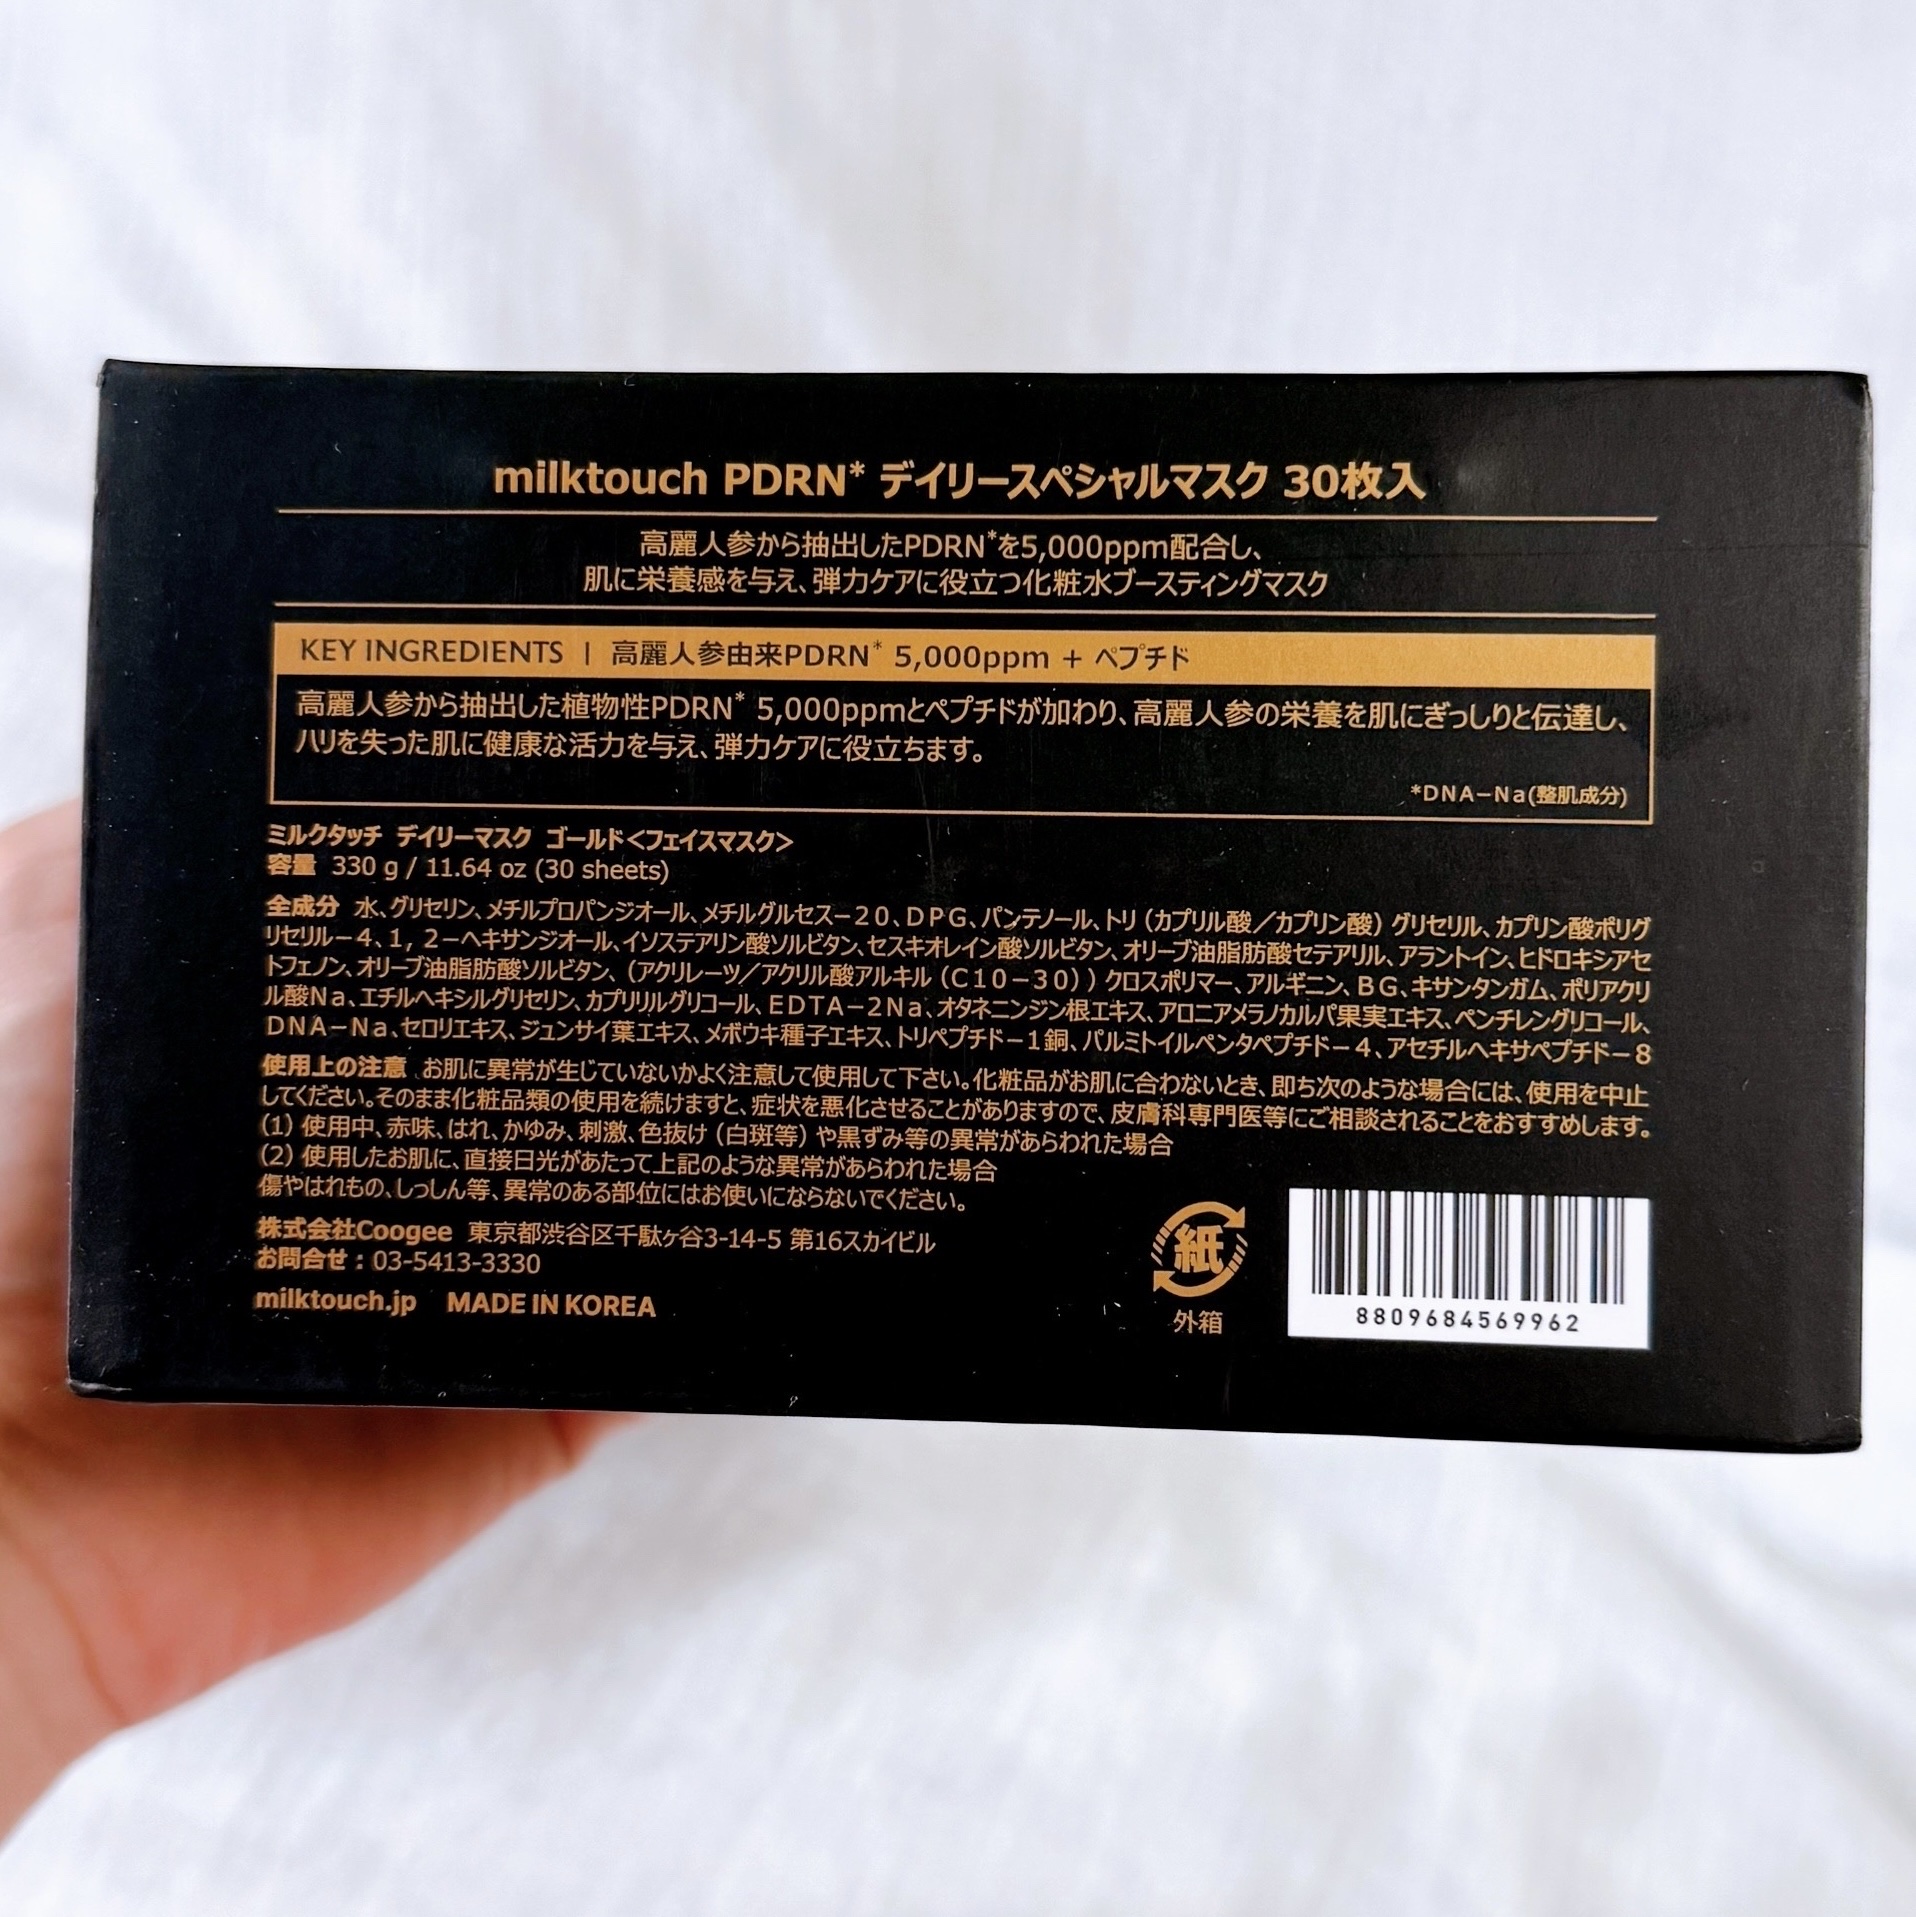 milktouch PDRN* デイリースペシャルマスク 30枚入
高麗人参から抽出したPDRN*を5,000ppm配合し、
肌に栄養感を与え、弾力ケアに役立つ化粧水ブースティングマスク
KEY INGREDIENTS | 高麗人参由来PDRN* 5,000ppm + ペプチド
高麗人参から抽出した植物性PDRN* 5,000ppmとペプチドが加わり、高麗人参の栄養を肌にぎっしりと伝達し、
ハリを失った肌に健康な活力を与え、弾力ケアに役立ちます。
*DNA-Na(整肌成分)
ミルクタッチ デイリーマスク ゴールド<フェイスマスク>
容量 330 g / 11.64 oz (30 sheets)
全成分 水、グリセリン、メチルプロパンジオール、メチルグルセス-20、DPG、パンテノール、トリ(カプリル酸/カプリン酸)グリセリル、カプリン酸ポリグ
リセリル-4、1, 2-ヘキサンジオール、イソステアリン酸ソルビタン、セスキオレイン酸ソルビタン、オリーブ油脂肪酸セテアリル、アラントイン、ヒドロキシアセ
トフェノン、オリーブ油脂肪酸ソルビタン、(アクリレーツ/アクリル酸アルキル(C10-30))クロスポリマー、アルギニン、BG、キサンタンガム、ポリアクリ
ル酸Na、エチルヘキシルグリセリン、カプリリルグリコール、EDTA-2Na、オタネニンジン根エキス、アロニアメラノカルパ果実エキス、ペンチレングリコール、
DNA-Na、セロリエキス、ジュンサイ葉エキス、メボウキ種子エキス、トリペプチド-1銅、パルミトイルペンタペプチド-4、アセチルヘキサペプチド-8
使用上の注意 お肌に異常が生じていないかよく注意して使用して下さい。化粧品がお肌に合わないとき、即ち次のような場合には、使用を中止
してください。そのまま化粧品類の使用を続けますと、症状を悪化させることがありますので、皮膚科専門医等にご相談されることをおすすめします。
(1) 使用中、赤味、はれ、かゆみ、刺激、色抜け(白斑等)や黒ずみ等の異常があらわれた場合
(2) 使用したお肌に、直接日光があたって上記のような異常があらわれた場合
傷やはれもの、しっしん等、異常のある部位にはお使いにならないでください。
株式会社Coogee 東京都渋谷区千駄ヶ谷3-14-5 第16スカイビル
お問合せ : 03-5413-3330
milktouch.jp MADE IN KOREA
紙
外箱
8809684569962